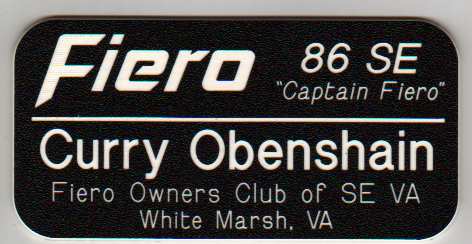 Fiero 86 SE
"Captain Fiero"
Curry Obenshain
Fiero Owners Club of SE VA
White Marsh, VA